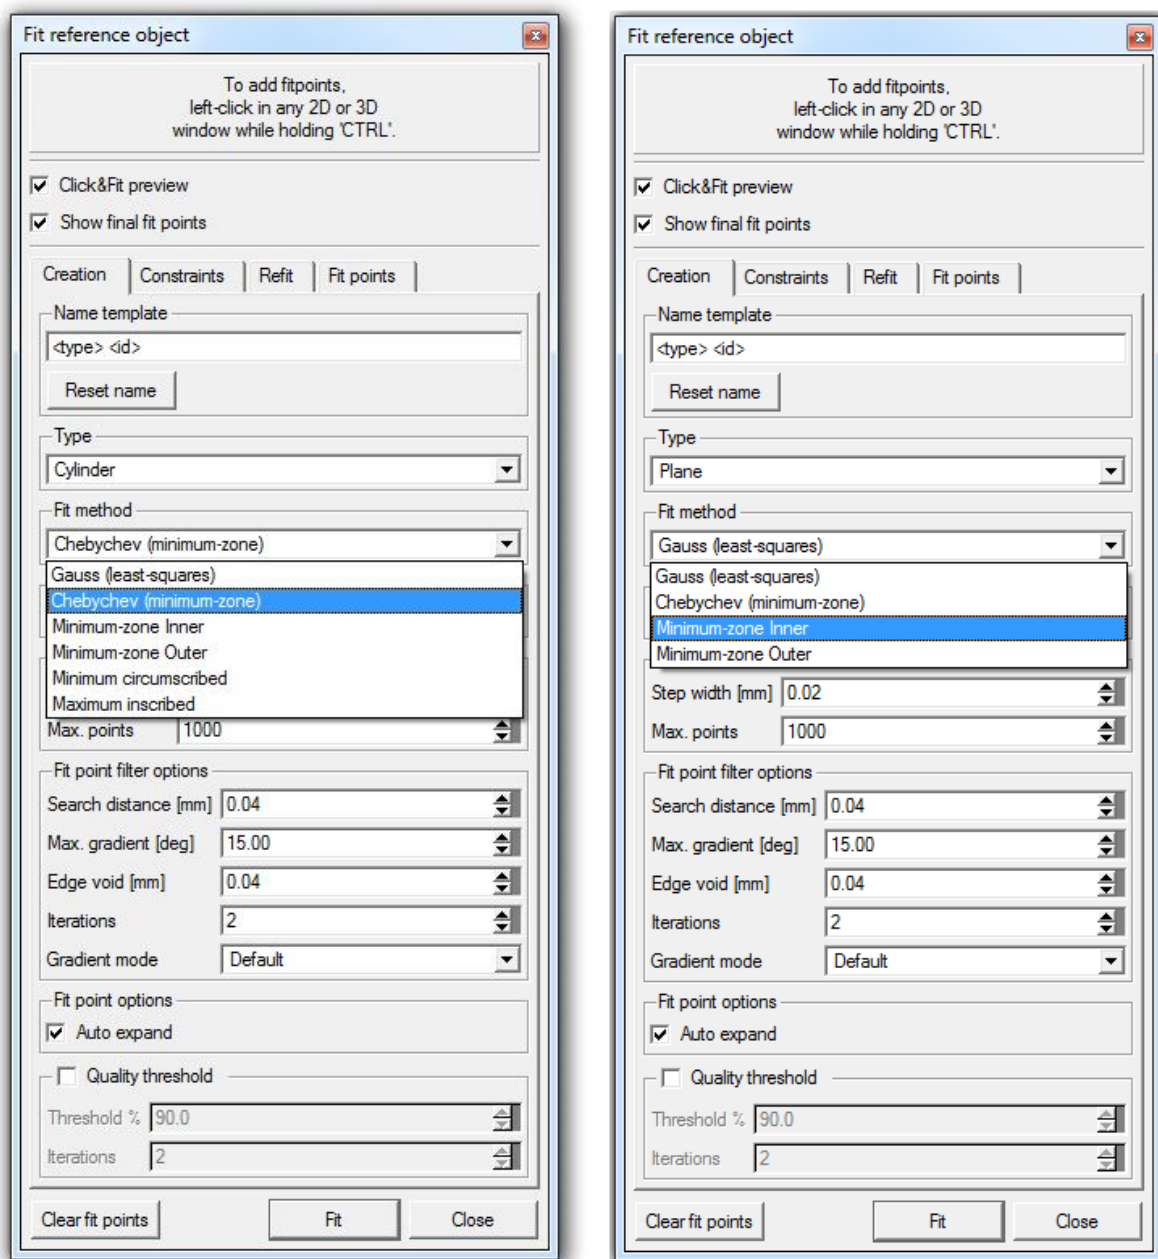 Fit reference object
To add fitpoints,
left-click in any 2D or 3D
window while holding 'CTRL'.
Click&Fit preview
Show final fit points
Creation Constraints Refit Fit points
Name template
<type> <id>
Reset name
Type
Cylinder
Fit method
Chebychev (minimum-zone)
Gauss (least-squares)
Chebychev (minimum-zone)
Minimum-zone Inner
Minimum-zone Outer
Minimum circumscribed
Maximum inscribed
Max. points 1000
Fit point filter options
Search distance [mm] 0.04
Max. gradient [deg] 15.00
Edge void [mm] 0.04
Iterations 2
Gradient mode Default
Fit point options
Auto expand
Quality threshold
Threshold % 90.0
Iterations 2
Clear fit points Fit Close
Fit reference object
To add fitpoints,
left-click in any 2D or 3D
window while holding 'CTRL'.
Click&Fit preview
Show final fit points
Creation Constraints Refit Fit points
Name template
<type> <id>
Reset name
Type
Plane
Fit method
Gauss (least-squares)
Gauss (least-squares)
Chebychev (minimum-zone)
Minimum-zone Inner
Minimum-zone Outer
Step width [mm] 0.02
Max. points 1000
Fit point filter options
Search distance [mm] 0.04
Max. gradient [deg] 15.00
Edge void [mm] 0.04
Iterations 2
Gradient mode Default
Fit point options
Auto expand
Quality threshold
Threshold % 90.0
Iterations 2
Clear fit points Fit Close